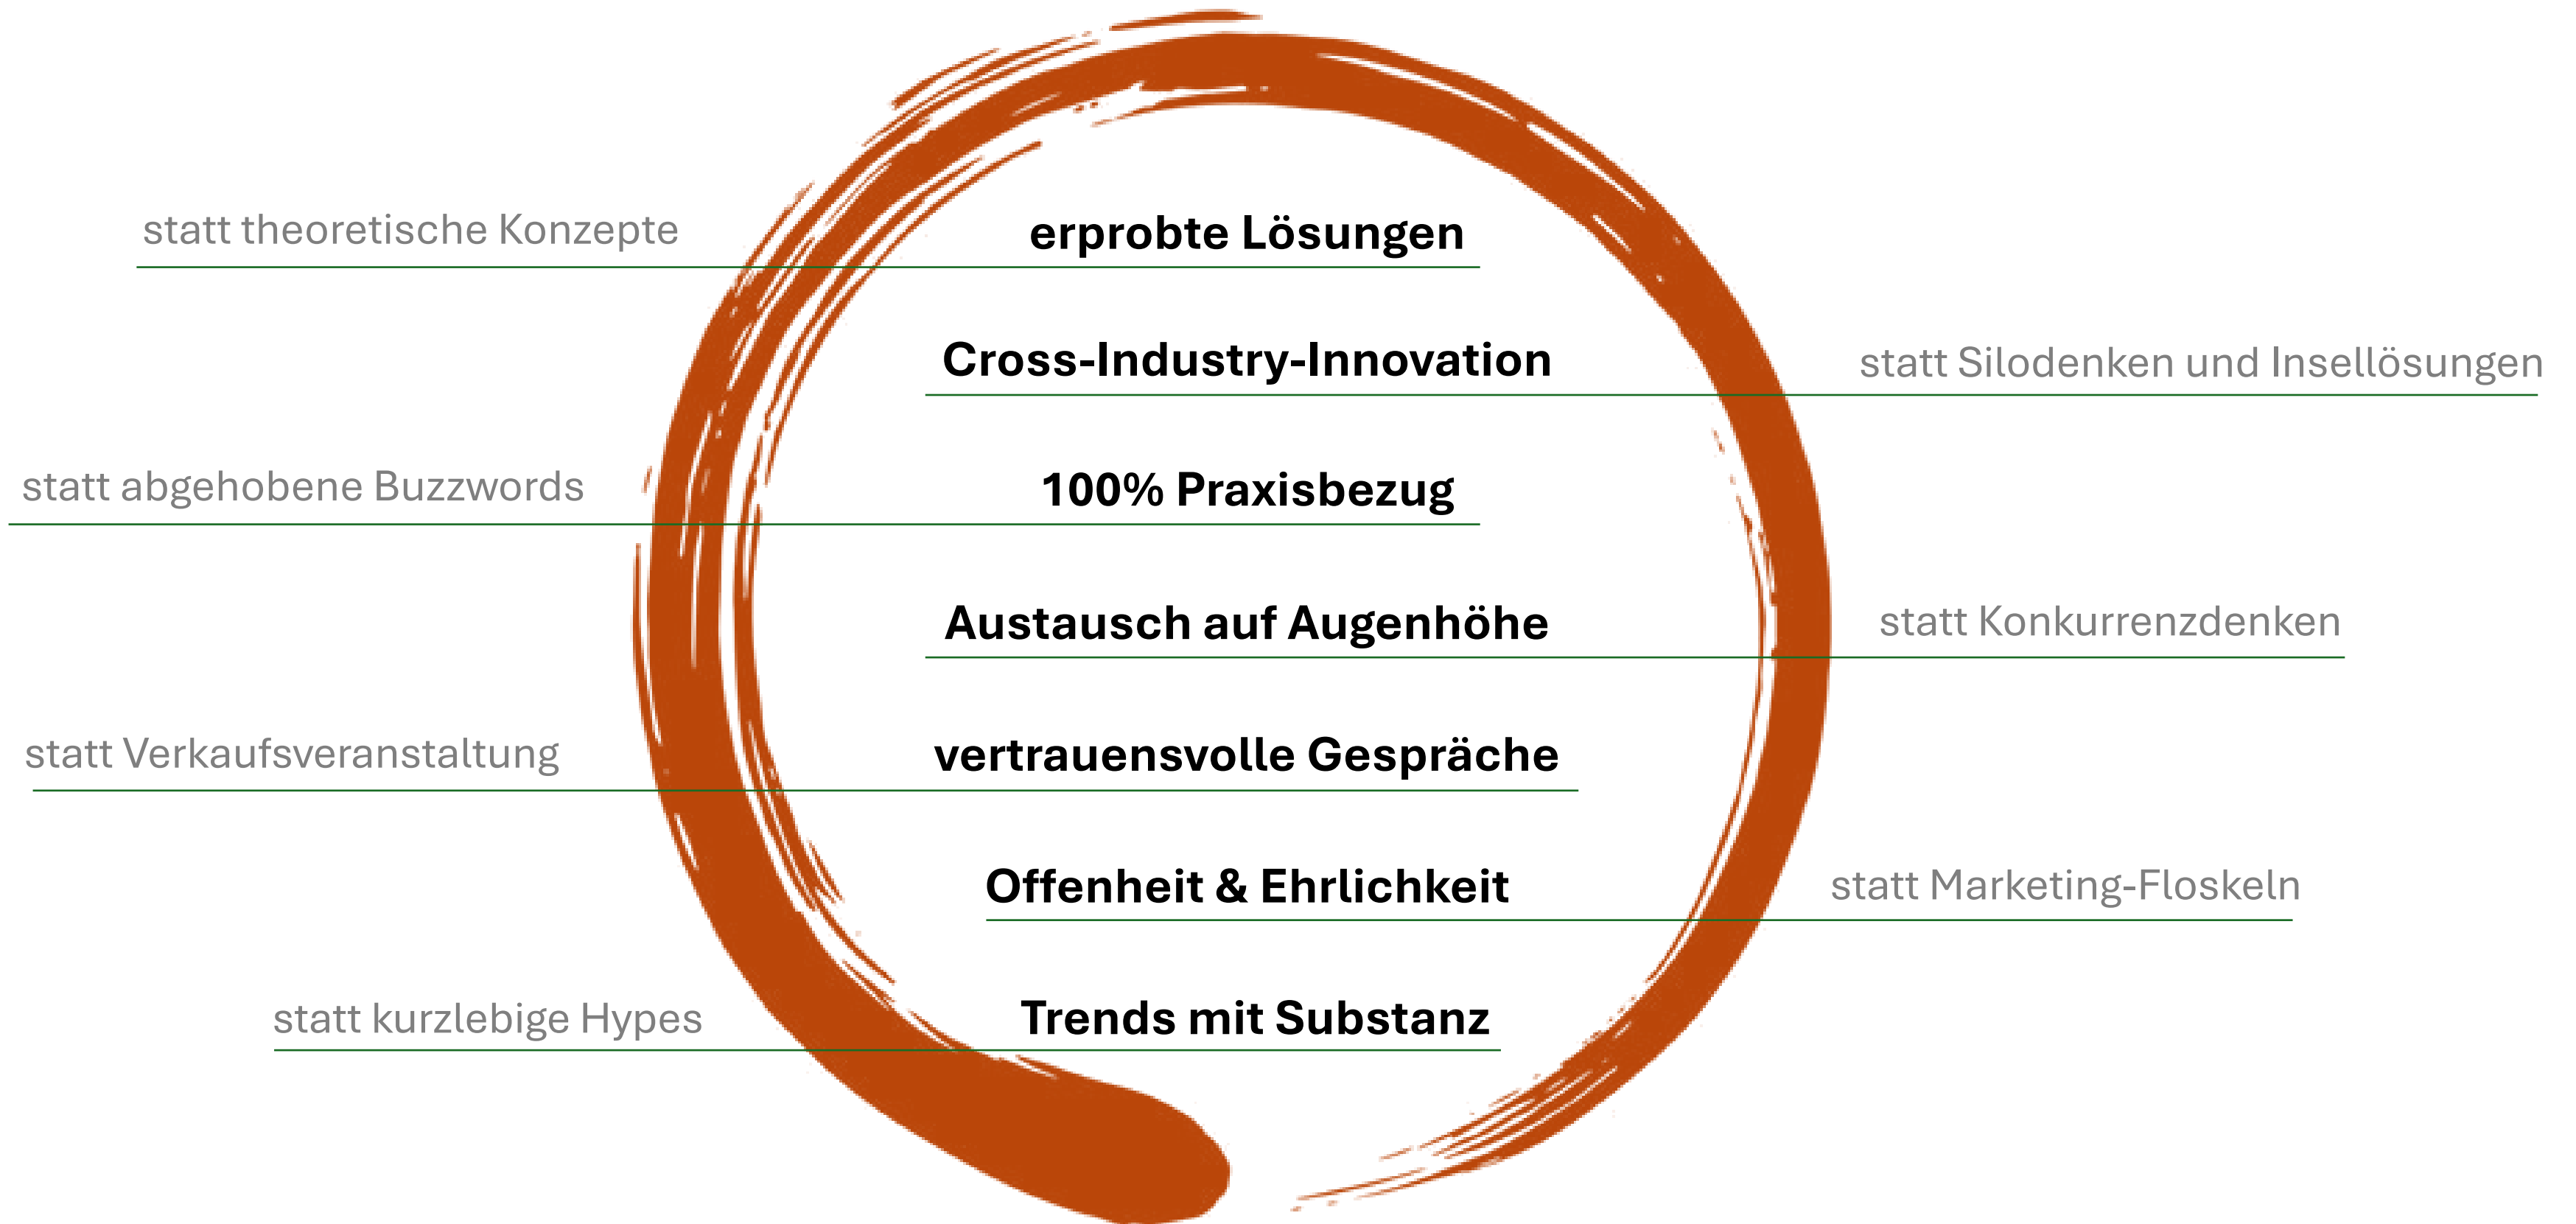 statt theoretische Konzepte
erprobte Lösungen
Cross-Industry-Innovation
statt Silodenken und Insellösungen
statt abgehobene Buzzwords
100% Praxisbezug
Austausch auf Augenhöhe
statt Konkurrenzdenken
statt Verkaufsveranstaltung
vertrauensvolle Gespräche
Offenheit & Ehrlichkeit
statt Marketing-Floskeln
statt kurzlebige Hypes
Trends mit Substanz